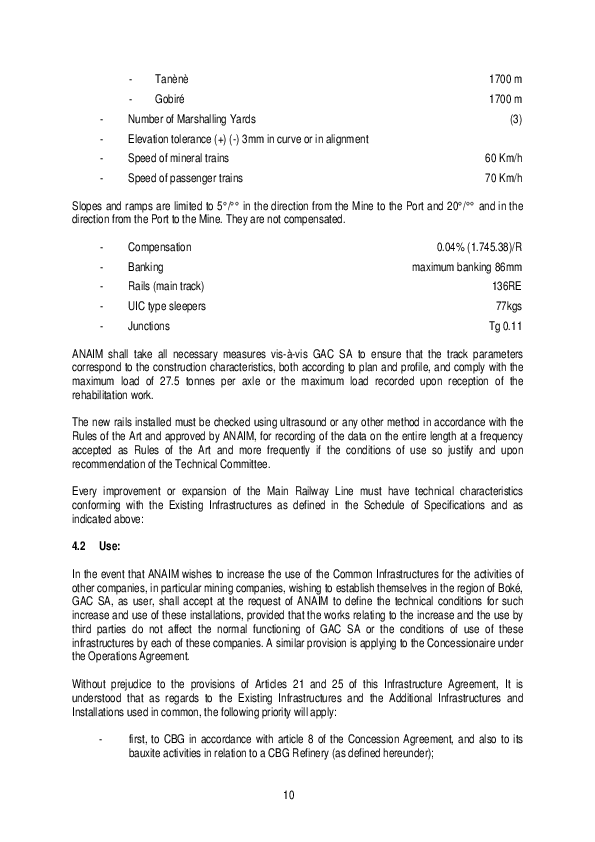 - Tanènè 1700 m
- Gobiré 1700 m
- Number of Marshalling Yards (3)
- Elevation tolerance (+) (-) 3mm in curve or in alignment
- Speed of mineral trains 60 Km/h
- Speed of passenger trains 70 Km/h
Slopes and ramps are limited to 5°/°° in the direction from the Mine to the Port and 20°/°° and in the
direction from the Port to the Mine. They are not compensated.
- Compensation 0.04% (1.745.38)/R
- Banking maximum banking 86mm
- Rails (main track) 136RE
- UIC type sleepers 77kgs
- Junctions Tg 0.11
ANAIM shall take all necessary measures vis-à-vis GAC SA to ensure that the track parameters
correspond to the construction characteristics, both according to plan and profile, and comply with the
maximum load of 27.5 tonnes per axle or the maximum load recorded upon reception of the
rehabilitation work.
The new rails installed must be checked using ultrasound or any other method in accordance with the
Rules of the Art and approved by ANAIM, for recording of the data on the entire length at a frequency
accepted as Rules of the Art and more frequently if the conditions of use so justify and upon
recommendation of the Technical Committee.
Every improvement or expansion of the Main Railway Line must have technical characteristics
conforming with the Existing Infrastructures as defined in the Schedule of Specifications and as
indicated above:
4.2 Use:
In the event that ANAIM wishes to increase the use of the Common Infrastructures for the activities of
other companies, in particular mining companies, wishing to establish themselves in the region of Boké,
GAC SA, as user, shall accept at the request of ANAIM to define the technical conditions for such
increase and use of these installations, provided that the works relating to the increase and the use by
third parties do not affect the normal functioning of GAC SA or the conditions of use of these
infrastructures by each of these companies. A similar provision is applying to the Concessionaire under
the Operations Agreement.
Without prejudice to the provisions of Articles 21 and 25 of this Infrastructure Agreement, It is
understood that as regards to the Existing Infrastructures and the Additional Infrastructures and
Installations used in common, the following priority will apply:
- first, to CBG in accordance with article 8 of the Concession Agreement, and also to its
bauxite activities in relation to a CBG Refinery (as defined hereunder);
10